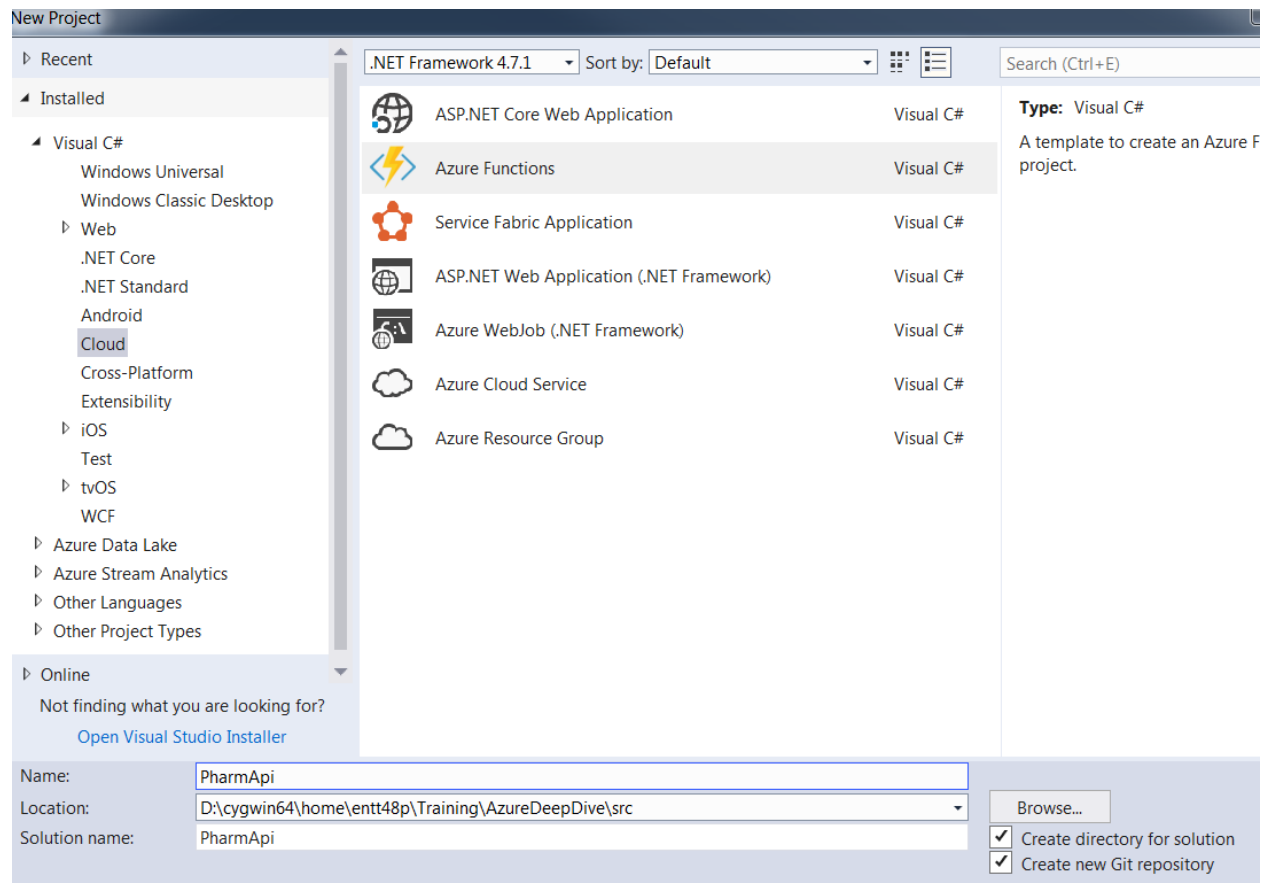 New Project
Recent
Installed
Visual C#
Windows Universal
Windows Classic Desktop
Web
.NET Core
.NET Standard
Android
Cloud
Cross-Platform
Extensibility
iOS
Test
tvOS
WCF
Azure Data Lake
Azure Stream Analytics
Other Languages
Other Project Types
Online
Not finding what you are looking for?
Open Visual Studio Installer
.NET Framework 4.7.1 Sort by: Default
ASP.NET Core Web Application Visual C#
Azure Functions Visual C#
Service Fabric Application Visual C#
ASP.NET Web Application (.NET Framework) Visual C#
Azure WebJob (.NET Framework) Visual C#
Azure Cloud Service Visual C#
Azure Resource Group Visual C#
Search (Ctrl+E)
Type: Visual C#
A template to create an Azure F
project.
Name: PharmApi
Location: D:\cygwin64\home\entt48p\Training\AzureDeepDive\src Browse...
Solution name: PharmApi
Create directory for solution
Create new Git repository